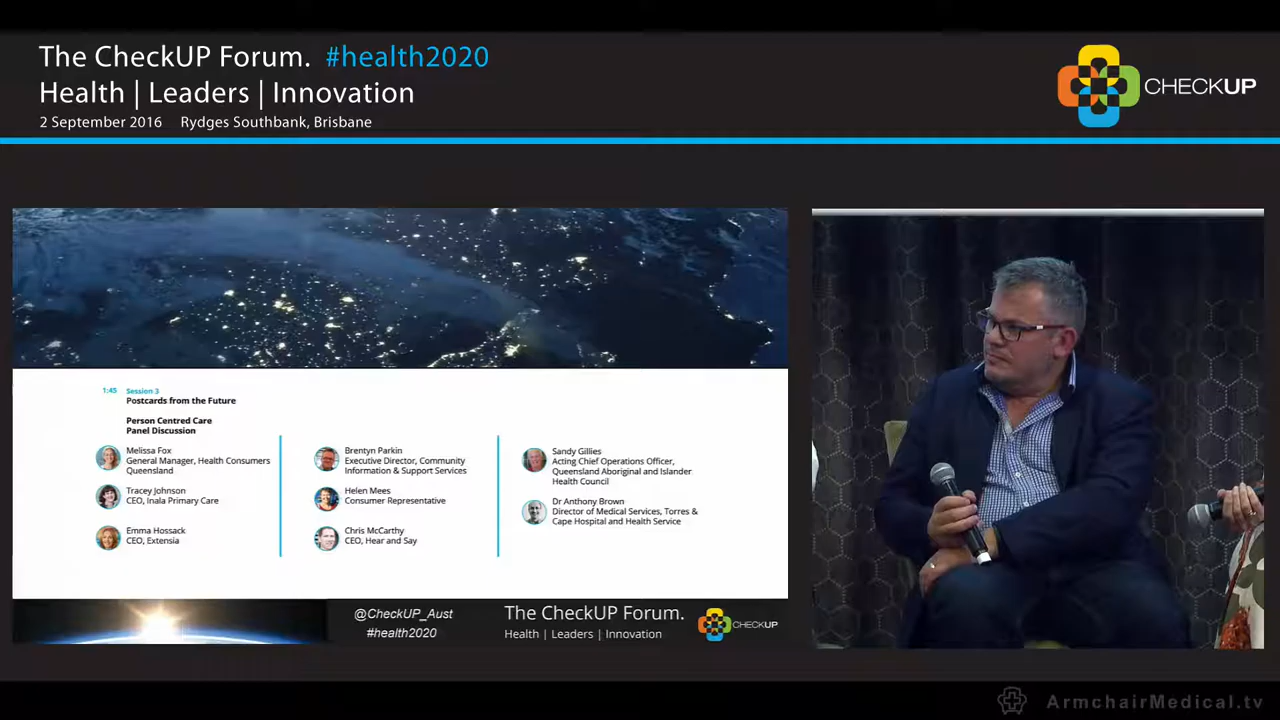 The CheckUP Forum. #health2020
Health | Leaders | Innovation
2 September 2016 Rydges Southbank, Brisbane
CHECKUP
1:45 Session 3
Postcards from the Future
Person Centred Care
Panel Discussion
Melissa Fox
General Manager, Health Consumers
Queensland
Tracey Johnson
CEO, Inala Primary Care
Emma Hossack
CEO, Extensia
Brentyn Parkin
Executive Director, Community
Information & Support Services
Helen Mees
Consumer Representative
Chris McCarthy
CEO, Hear and Say
Sandy Gillies
Acting Chief Operations Officer,
Queensland Aboriginal and Islander
Health Council
Dr Anthony Brown
Director of Medical Services, Torres &
Cape Hospital and Health Service
@CheckUP_Aust
#health2020
The CheckUP Forum.
Health | Leaders | Innovation
CHECKUP
ArmchairMedical.tv